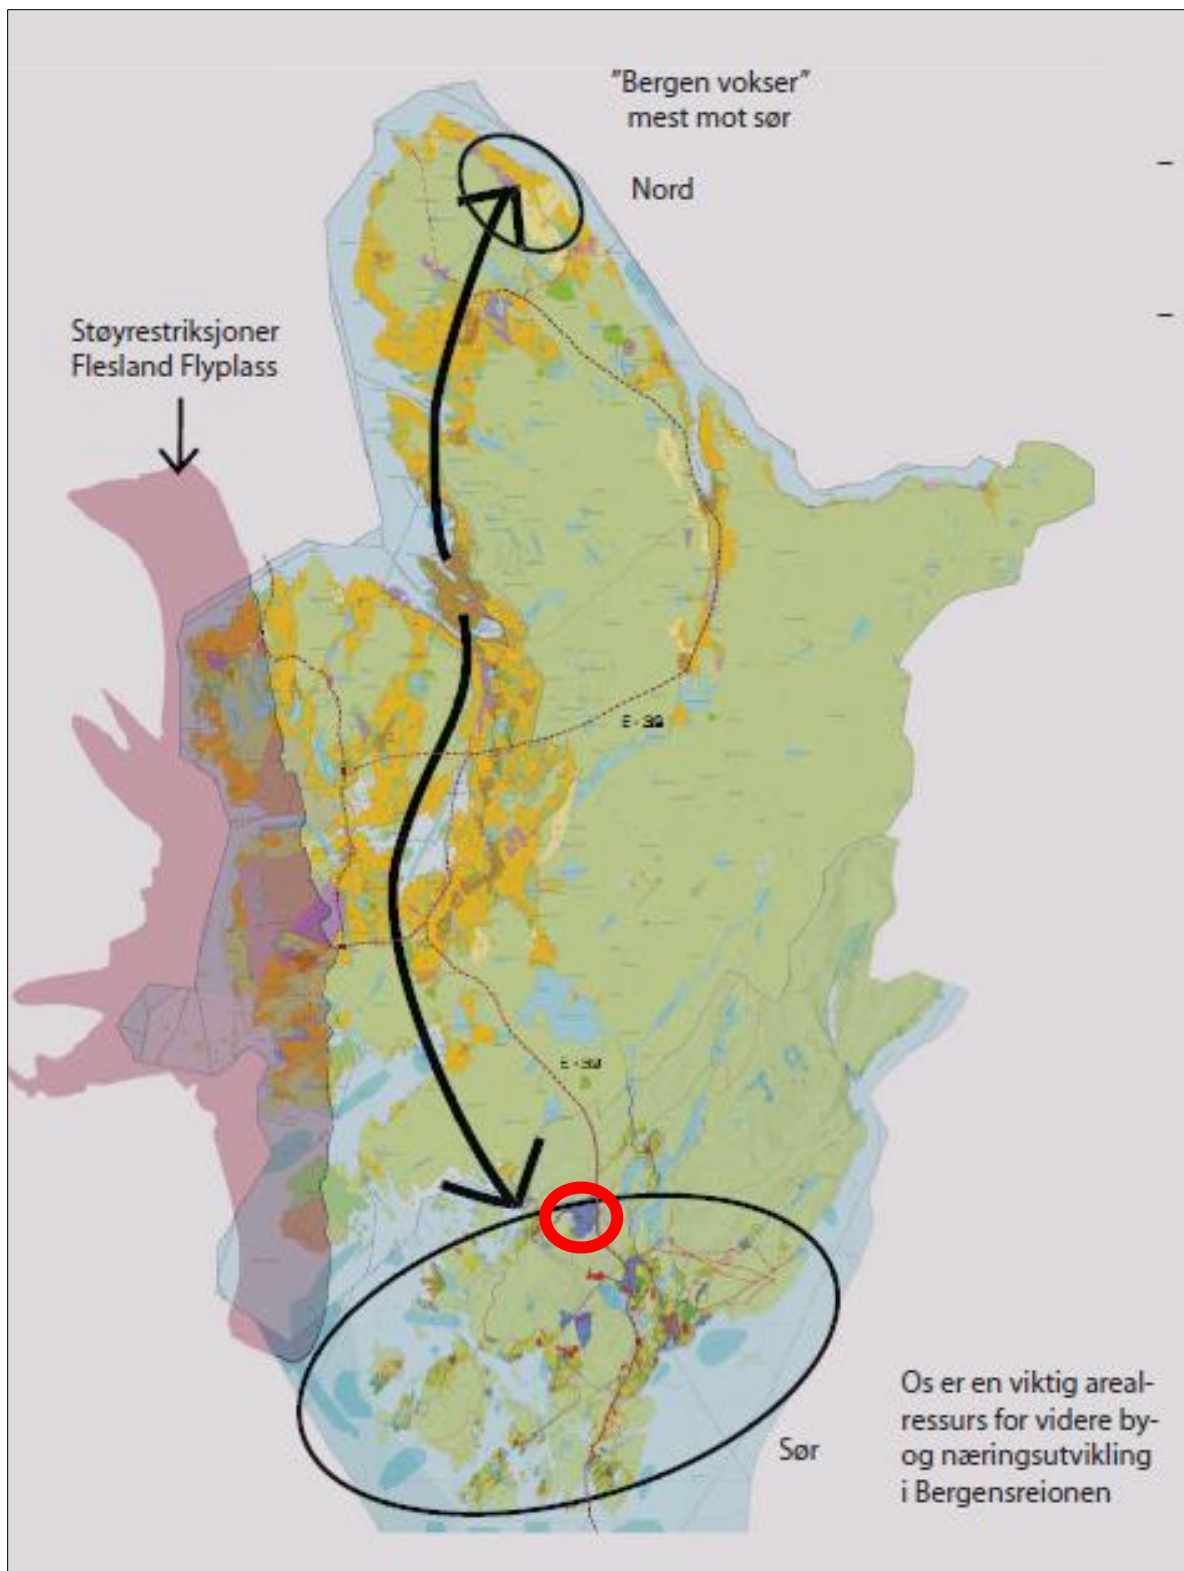 "Bergen vokser"
mest mot sør
Nord
Støyrestriksjoner
Flesland Flyplass
E - 39
E - 39
Sør
Os er en viktig areal-
ressurs for videre by-
og næringsutvikling
i Bergensreionen